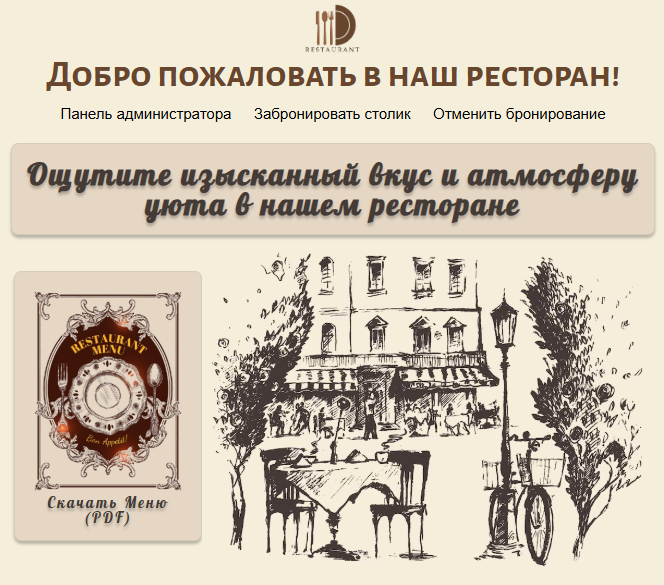 RESTAURANT
Добро пожаловать в наш ресторан!
Панель администратора Забронировать столик Отменить бронирование
Ощутите изысканный вкус и атмосферу
уюта в нашем ресторане
RESTAURANT
MENU
Bon Appetit!
Скачать Меню
(PDF)